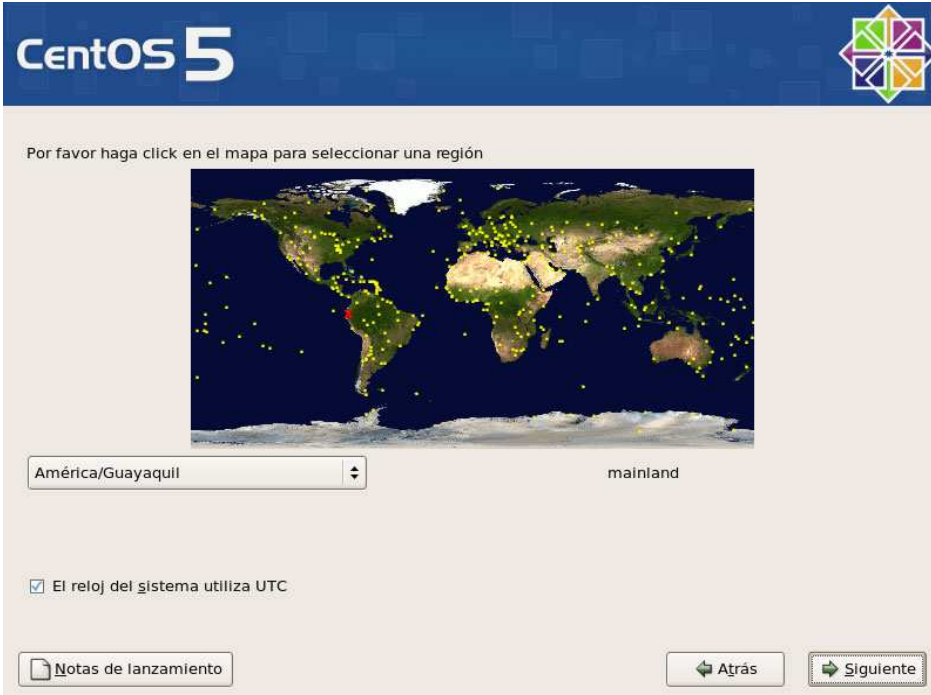 CentOS 5
Por favor haga click en el mapa para seleccionar una región
América/Guayaquil
mainland
El reloj del sistema utiliza UTC
Notas de lanzamiento
Atrás
Siguiente